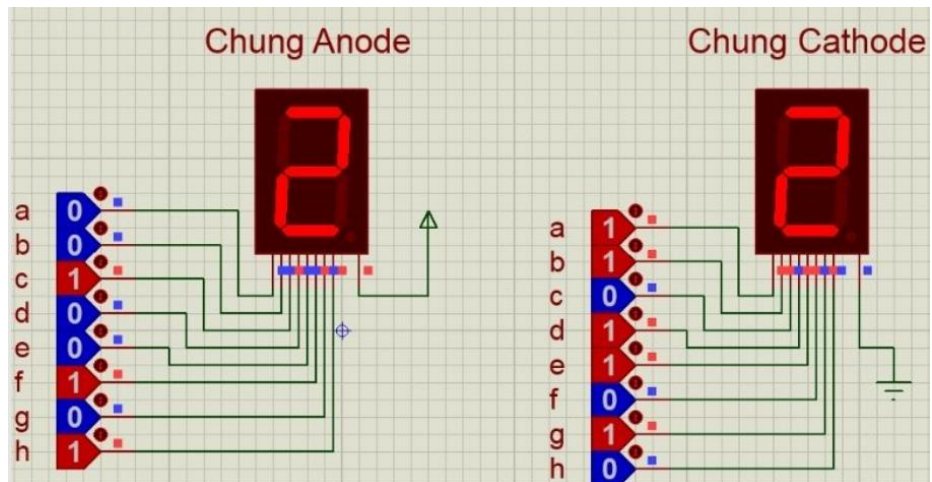 Chung Anode
a 0
b 0
c 1
d 0
e 0
f 1
g 0
h 1
Chung Cathode
a 1
b 1
c 0
d 1
e 1
f 0
g 1
h 0